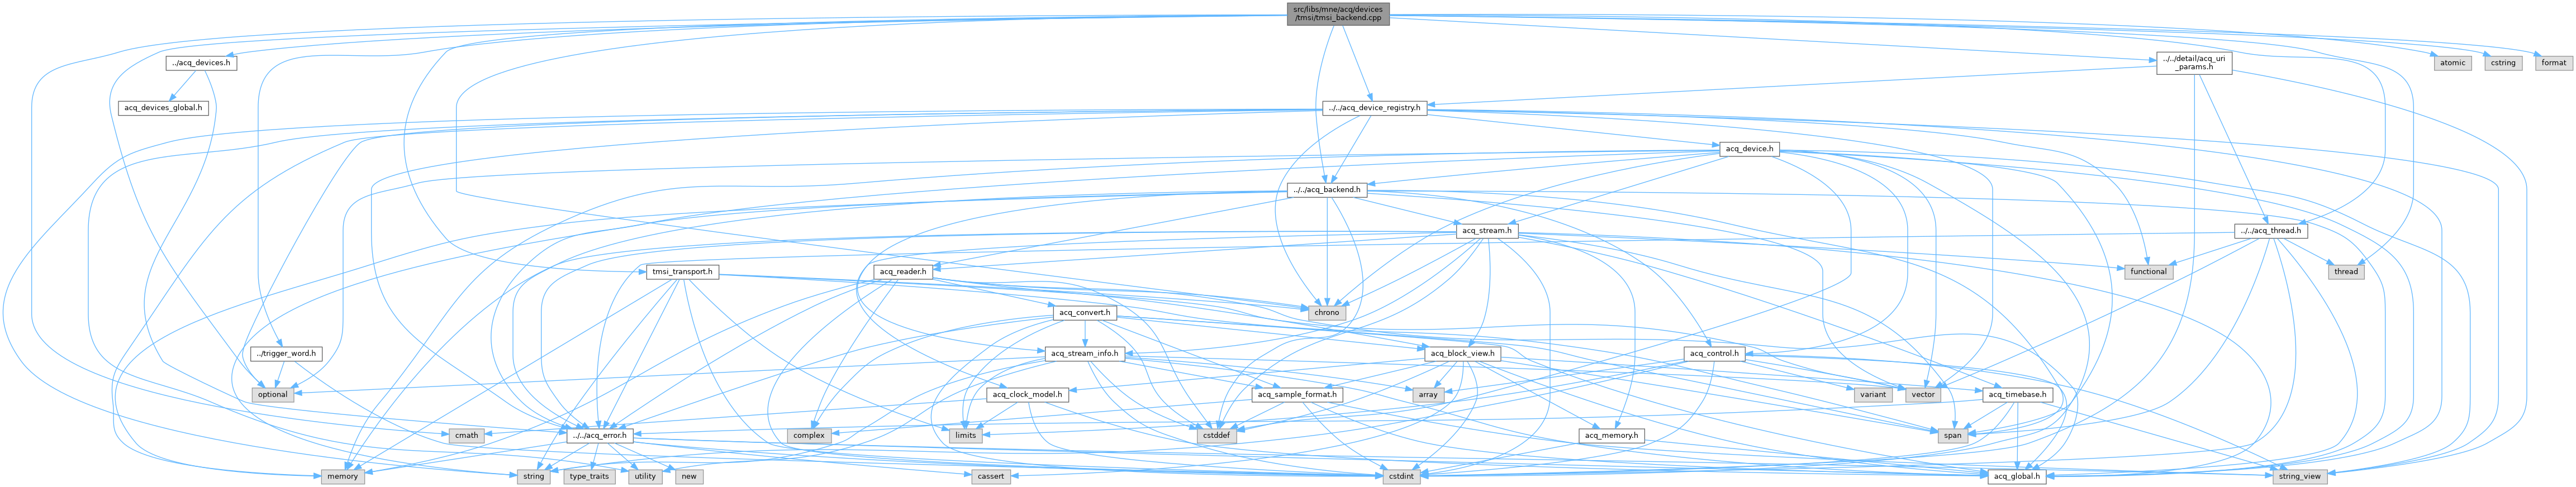 src/libs/mne/acq/devices
/tmsi/tmsi_backend.cpp
../acq_devices.h
../../detail/acq_uri
_params.h
atomic
cstring
format
acq_devices_global.h
../../acq_device_registry.h
acq_device.h
../../acq_backend.h
acq_stream.h
../../acq_thread.h
tmsi_transport.h
acq_reader.h
functional
thread
acq_convert.h
chrono
../trigger_word.h
acq_stream_info.h
acq_block_view.h
acq_control.h
optional
acq_clock_model.h
acq_sample_format.h
array
variant
vector
acq_timebase.h
cmath
../../acq_error.h
complex
limits
cstddef
acq_memory.h
span
memory
string
type_traits
utility
new
cassert
cstdint
acq_global.h
string_view